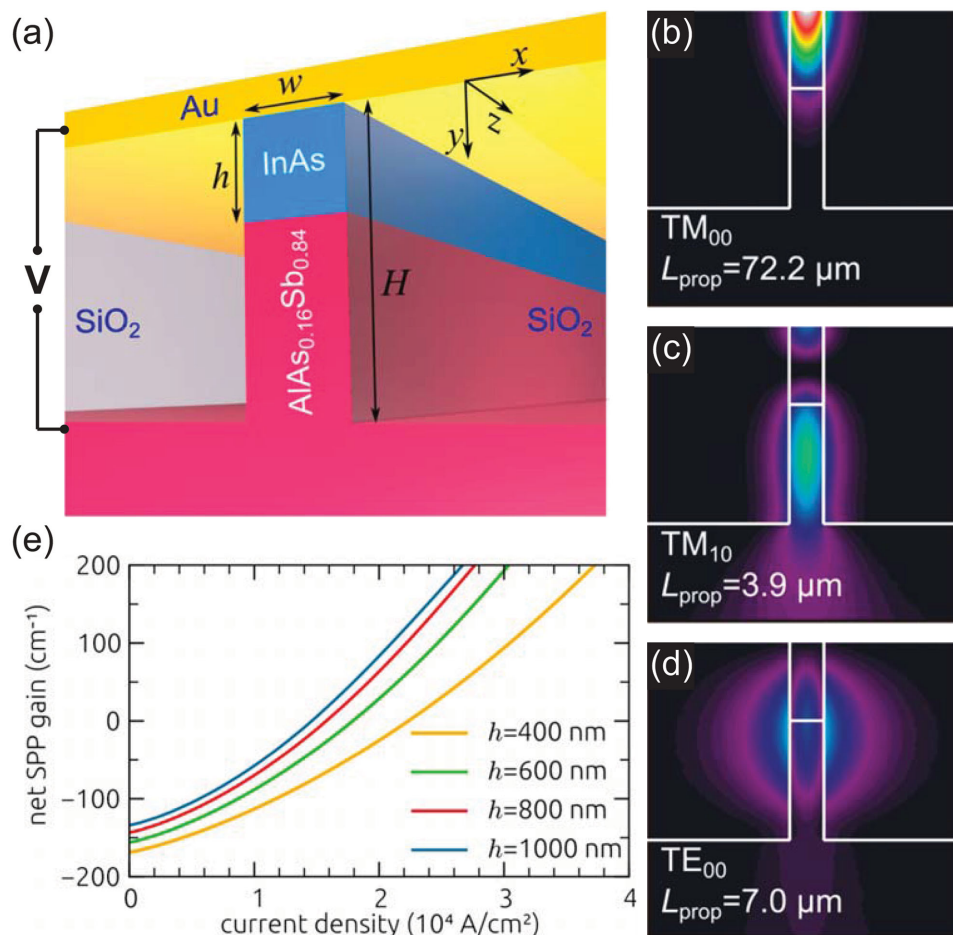 (a)
Au
w
x
y
z
h
InAs
V
H
SiO₂
AlAs₀.₁₆Sb₀.₈₄
SiO₂
(b)
TM₀₀
Lprop=72.2 μm
(c)
TM₁₀
Lprop=3.9 μm
(d)
TE₀₀
Lprop=7.0 μm
(e)
net SPP gain (cm⁻¹)
200
100
0
−100
−200
h=400 nm
h=600 nm
h=800 nm
h=1000 nm
0 1 2 3 4
current density (10⁴ A/cm²)